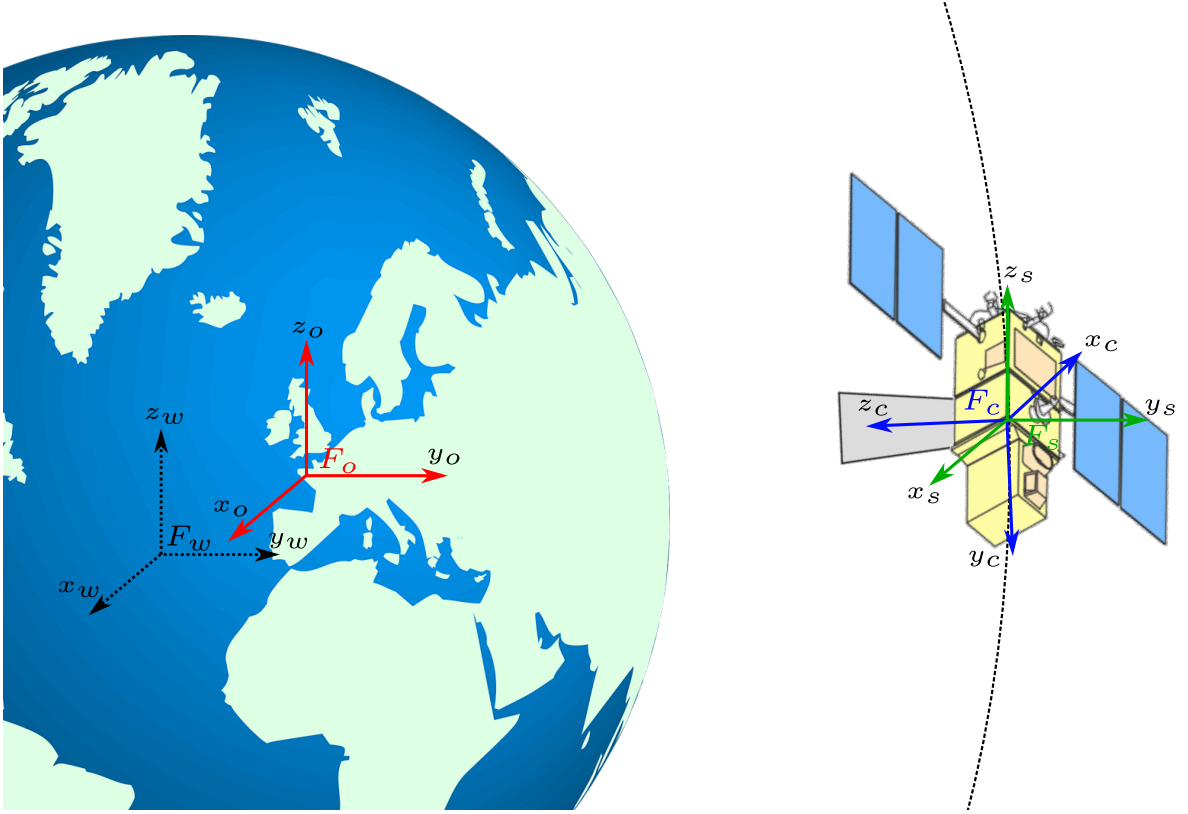 z_s
z_o
x_c
z_w
z_c
F_c
y_s
F_s
F_o
y_o
x_s
x_o
F_w
y_w
y_c
x_w